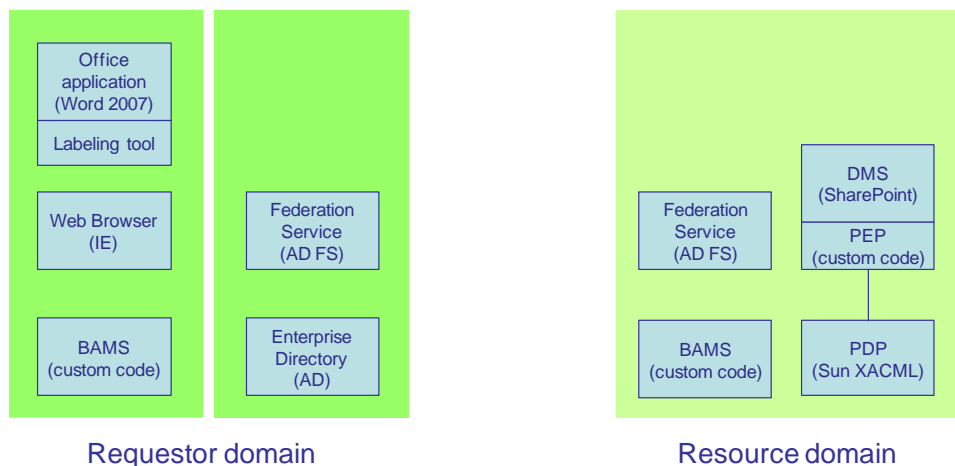 Office
application
(Word 2007)
Labeling tool
Web Browser
(IE)
BAMS
(custom code)
Federation
Service
(AD FS)
Enterprise
Directory
(AD)
Requestor domain
Federation
Service
(AD FS)
BAMS
(custom code)
DMS
(SharePoint)
PEP
(custom code)
PDP
(Sun XACML)
Resource domain